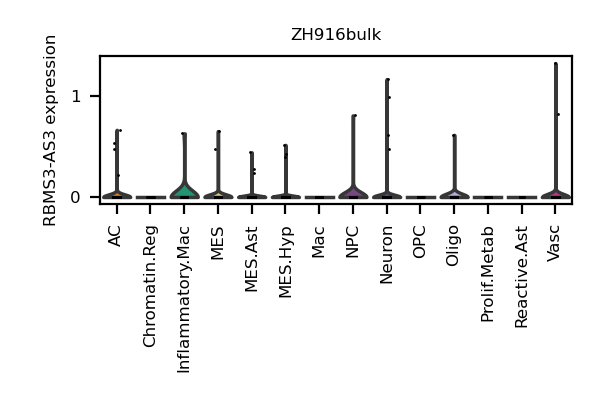 ZH916bulk
RBMS3-AS3 expression
1
0
AC
Chromatin.Reg
Inflammatory.Mac
MES
MES.Ast
MES.Hyp
Mac
NPC
Neuron
OPC
Oligo
Prolif.Metab
Reactive.Ast
Vasc